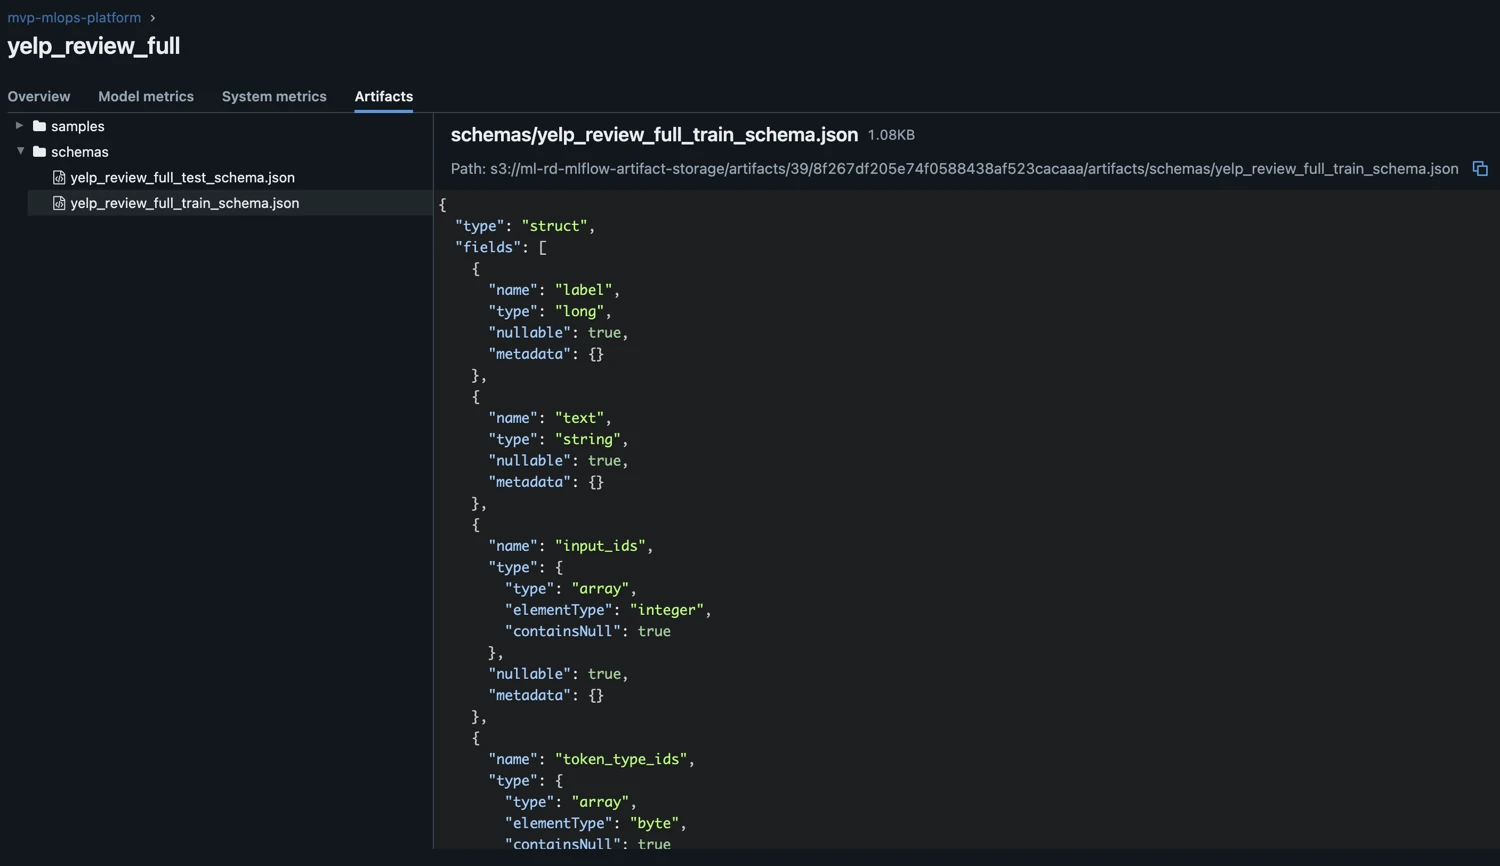 mvp-mlops-platform ›
yelp_review_full
Overview Model metrics System metrics Artifacts
samples
schemas
yelp_review_full_test_schema.json
yelp_review_full_train_schema.json
schemas/yelp_review_full_train_schema.json 1.08KB
Path: s3://ml-rd-mlflow-artifact-storage/artifacts/39/8f267df205e74f0588438af523cacaaa/artifacts/schemas/yelp_review_full_train_schema.json
{
  "type": "struct",
  "fields": [
    {
      "name": "label",
      "type": "long",
      "nullable": true,
      "metadata": {}
    },
    {
      "name": "text",
      "type": "string",
      "nullable": true,
      "metadata": {}
    },
    {
      "name": "input_ids",
      "type": {
        "type": "array",
        "elementType": "integer",
        "containsNull": true
      },
      "nullable": true,
      "metadata": {}
    },
    {
      "name": "token_type_ids",
      "type": {
        "type": "array",
        "elementType": "byte",
        "containsNull": true